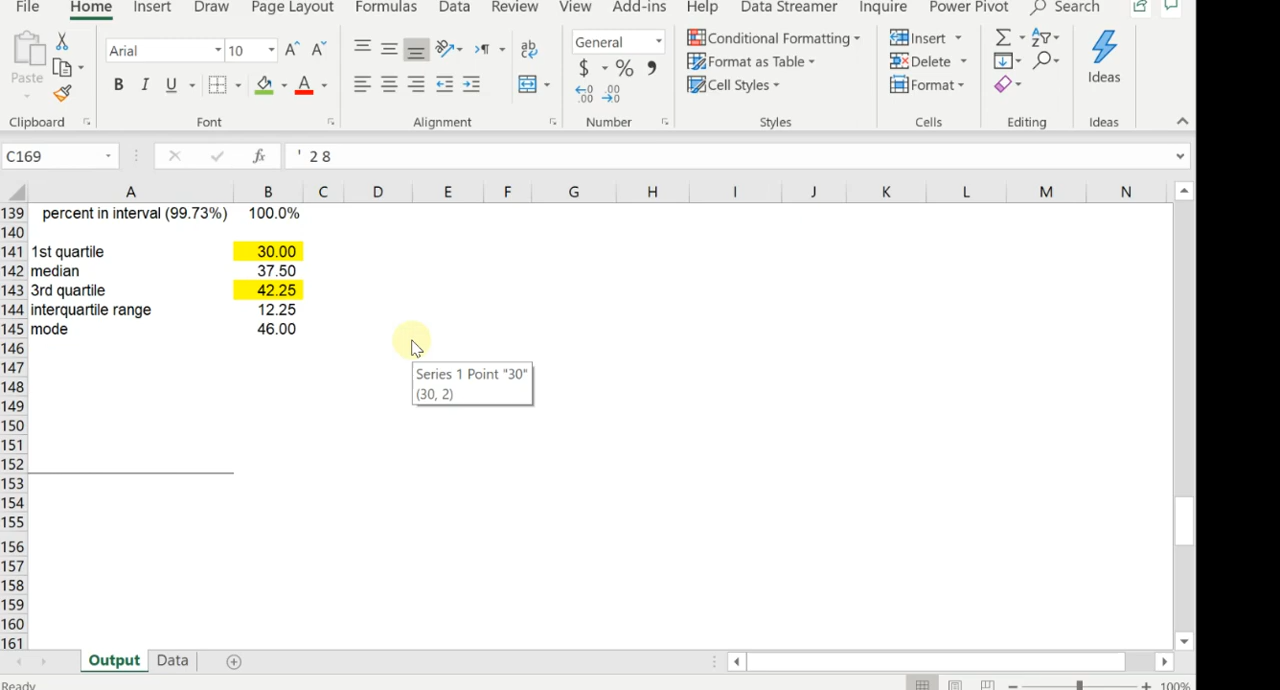 File Home Insert Draw Page Layout Formulas Data Review View Add-ins Help Data Streamer Inquire Power Pivot Search
Paste
Clipboard
Arial 10 A A
B I U A
Font
ab
Alignment
General
$ % ,
.00 .00
Number
Conditional Formatting
Format as Table
Cell Styles
Styles
Insert
Delete
Format
Cells
Editing
Ideas
Ideas
C169 fx ' 2 8
A B C D E F G H I J K L M N
139 percent in interval (99.73%) 100.0%
140
141 1st quartile 30.00
142 median 37.50
143 3rd quartile 42.25
144 interquartile range 12.25
145 mode 46.00
146
147
148
149
150
151
152
153
154
155
156
157
158
159
160
161
Series 1 Point "30"
(30, 2)
Output Data
Ready 100%